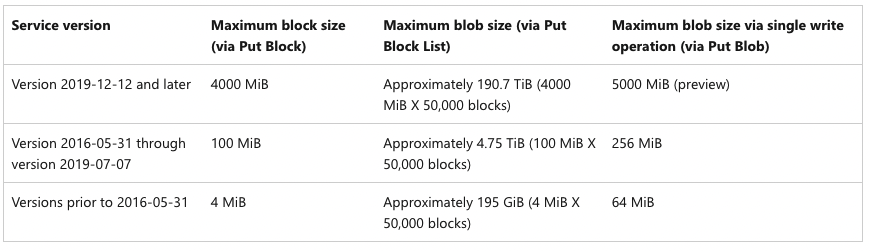 Service version
Maximum block size
(via Put Block)
Maximum blob size (via Put
Block List)
Maximum blob size via single write
operation (via Put Blob)
Version 2019-12-12 and later
4000 MiB
Approximately 190.7 TiB (4000
MiB X 50,000 blocks)
5000 MiB (preview)
Version 2016-05-31 through
version 2019-07-07
100 MiB
Approximately 4.75 TiB (100 MiB X
50,000 blocks)
256 MiB
Versions prior to 2016-05-31
4 MiB
Approximately 195 GiB (4 MiB X
50,000 blocks)
64 MiB